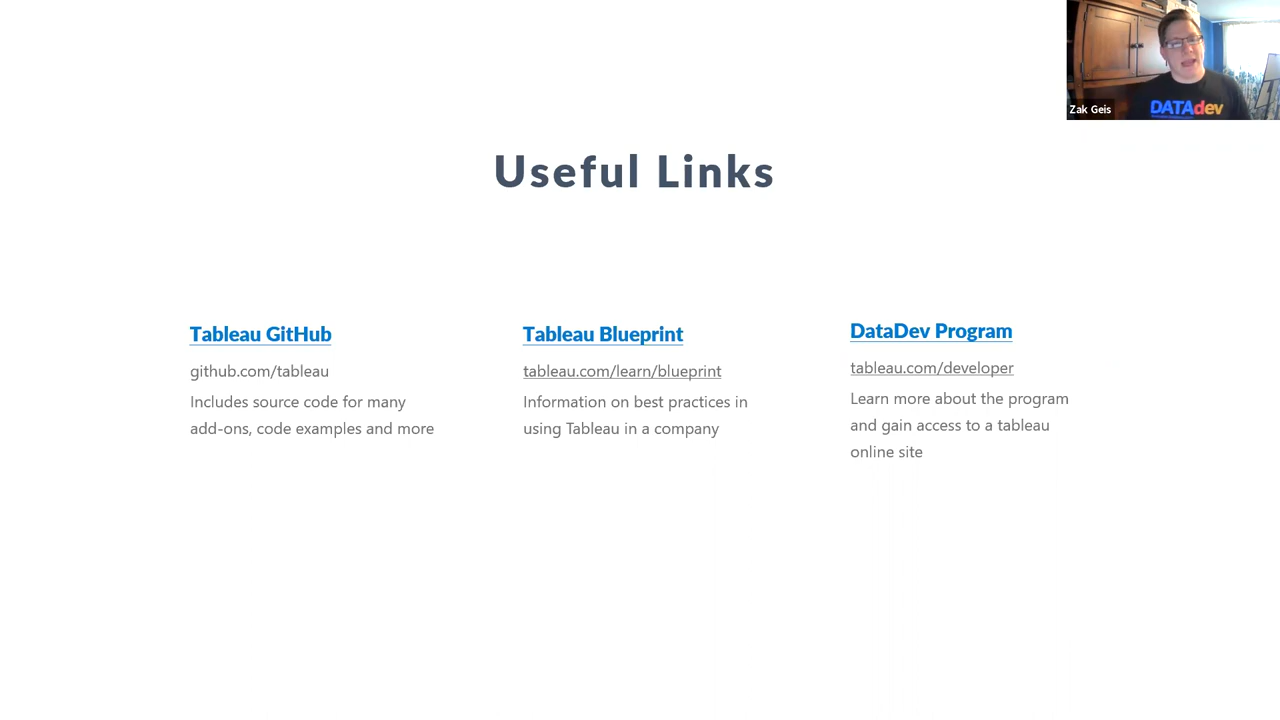 Zak Geis
DATAdev
Useful Links
Tableau GitHub
github.com/tableau
Includes source code for many
add-ons, code examples and more
Tableau Blueprint
tableau.com/learn/blueprint
Information on best practices in
using Tableau in a company
DataDev Program
tableau.com/developer
Learn more about the program
and gain access to a tableau
online site